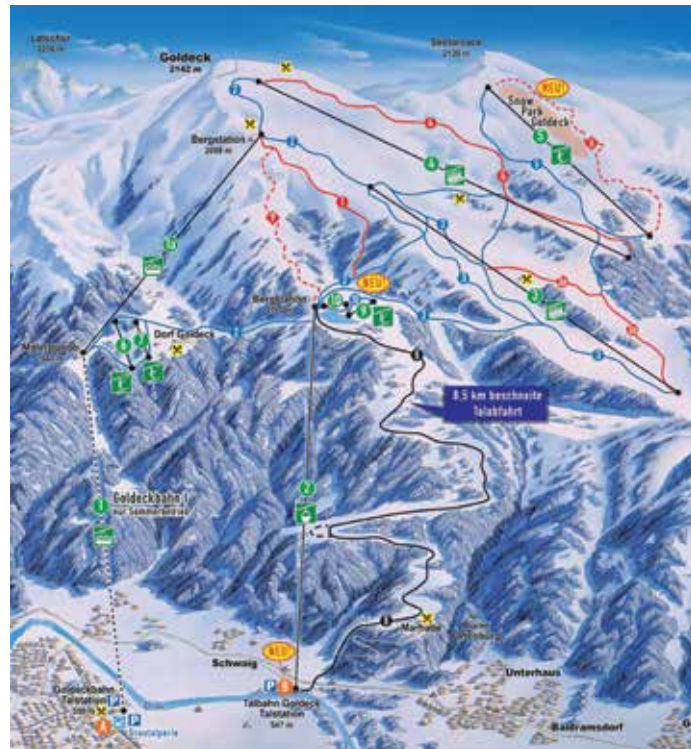 Goldeck
2142 m
NEU!
Snow
Park
Goldeck
Bergstation
NEU!
Bergstation
Dorf Goldeck
8,5 km beschneite
Talabfahrt
Goldeckbahn I
nur Sommerbetrieb
NEU!
Schwaig
Unterhaus
Goldeckbahn
Talstation
Talbahn Goldeck
Talstation
547 m
Baldramsdorf
Drautalperle